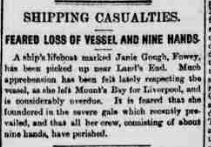 SHIPPING CASUALTIES.
FEARED LOSS OF VESSEL AND NINE HANDS.
A ship's lifeboat marked Janie Gough, Fowey,
has been picked up near Land's End. Much
apprehension has been felt lately respecting the
vessel, as she left Mount's Bay for Liverpool, and
is considerably overdue. It is feared that she
foundered in the severe gale which recently pre-
vailed, and that all her crew, consisting of about
nine hands, have perished.